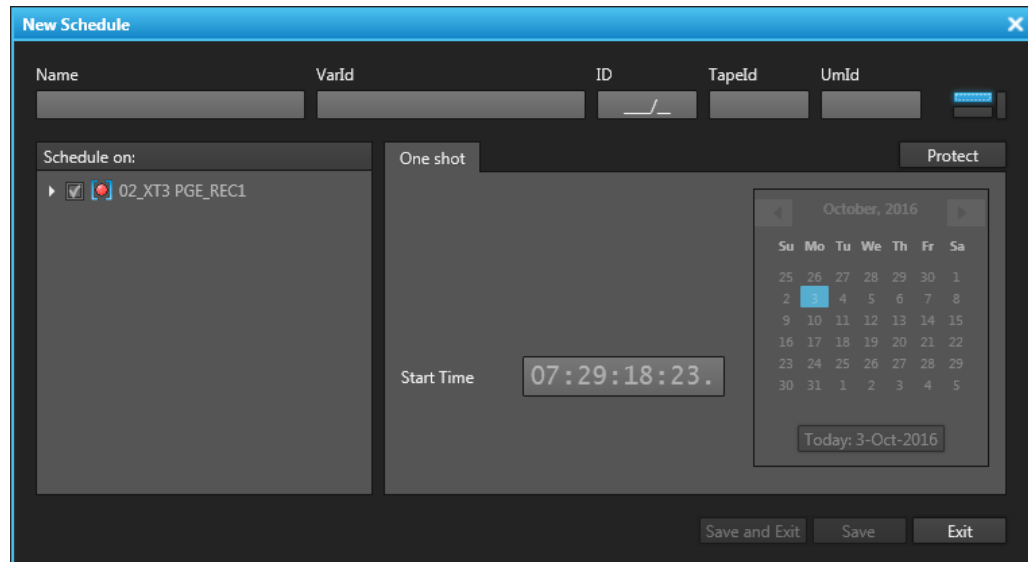 New Schedule
Name VarId ID TapeId UmId
___/_
Schedule on:
One shot
Protect
02_XT3 PGE_REC1
October, 2016
Su Mo Tu We Th Fr Sa
25 26 27 28 29 30 1
2 3 4 5 6 7 8
9 10 11 12 13 14 15
16 17 18 19 20 21 22
23 24 25 26 27 28 29
30 31 1 2 3 4 5
Start Time 07:29:18:23.
Today: 3-Oct-2016
Save and Exit Save Exit